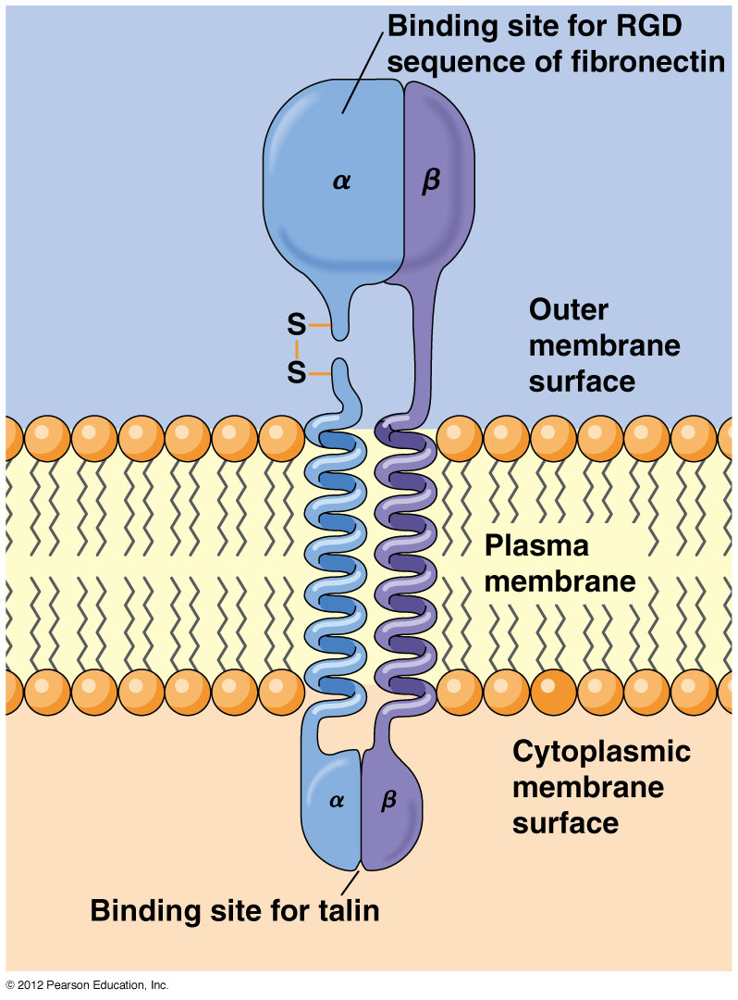 Binding site for RGD
sequence of fibronectin
α
β
S
S
Outer
membrane
surface
Plasma
membrane
Cytoplasmic
membrane
surface
α
β
Binding site for talin
© 2012 Pearson Education, Inc.